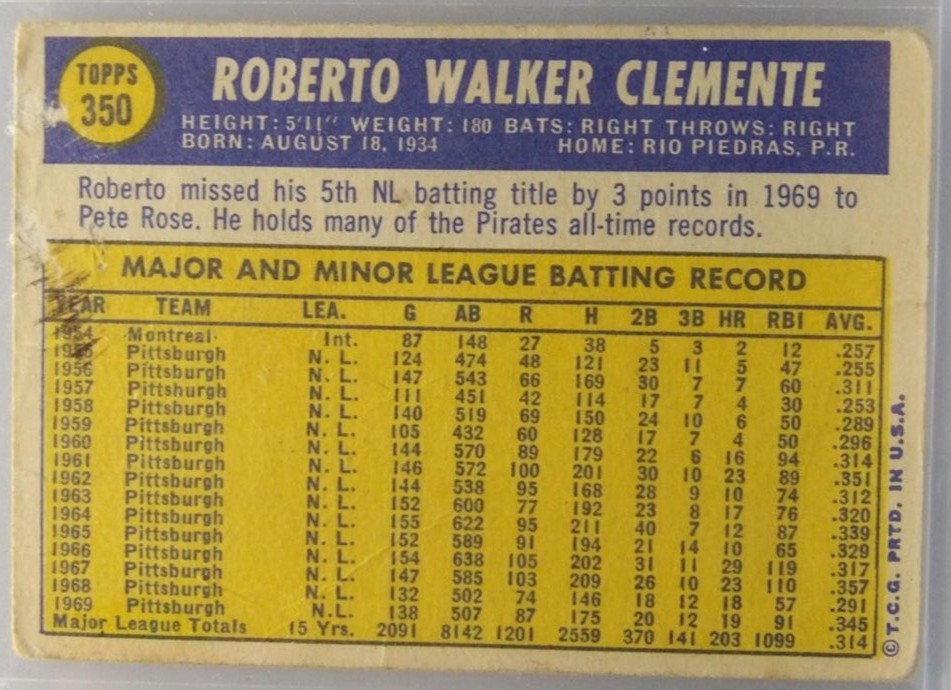 TOPPS
350
ROBERTO WALKER CLEMENTE
HEIGHT: 5'11" WEIGHT: 180 BATS: RIGHT THROWS: RIGHT
BORN: AUGUST 18, 1934 HOME: RIO PIEDRAS, P.R.
Roberto missed his 5th NL batting title by 3 points in 1969 to
Pete Rose. He holds many of the Pirates all-time records.
MAJOR AND MINOR LEAGUE BATTING RECORD
YEAR TEAM LEA. G AB R H 2B 3B HR RBI AVG.
1954 Montreal Int. 87 148 27 38 5 3 2 12 .257
1955 Pittsburgh N. L. 124 474 48 121 23 11 5 47 .255
1956 Pittsburgh N. L. 147 543 66 169 30 7 7 60 .311
1957 Pittsburgh N. L. 111 451 42 114 17 7 4 30 .253
1958 Pittsburgh N. L. 140 519 69 150 24 10 6 50 .289
1959 Pittsburgh N. L. 105 432 60 128 17 7 4 50 .296
1960 Pittsburgh N. L. 144 570 89 179 22 6 16 94 .314
1961 Pittsburgh N. L. 146 572 100 201 30 10 23 89 .351
1962 Pittsburgh N. L. 144 538 95 168 28 9 10 74 .312
1963 Pittsburgh N. L. 152 600 77 192 23 8 17 76 .320
1964 Pittsburgh N. L. 155 622 95 211 40 7 12 87 .339
1965 Pittsburgh N. L. 152 589 91 194 21 14 10 65 .329
1966 Pittsburgh N. L. 154 638 105 202 31 11 29 119 .317
1967 Pittsburgh N. L. 147 585 103 209 26 10 23 110 .357
1968 Pittsburgh N. L. 132 502 74 146 18 12 18 57 .291
1969 Pittsburgh N.L. 138 507 87 175 20 12 19 91 .345
Major League Totals 15 Yrs. 2091 8142 1201 2559 370 141 203 1099 .314
© T.C.G. PRTD. IN U.S.A.